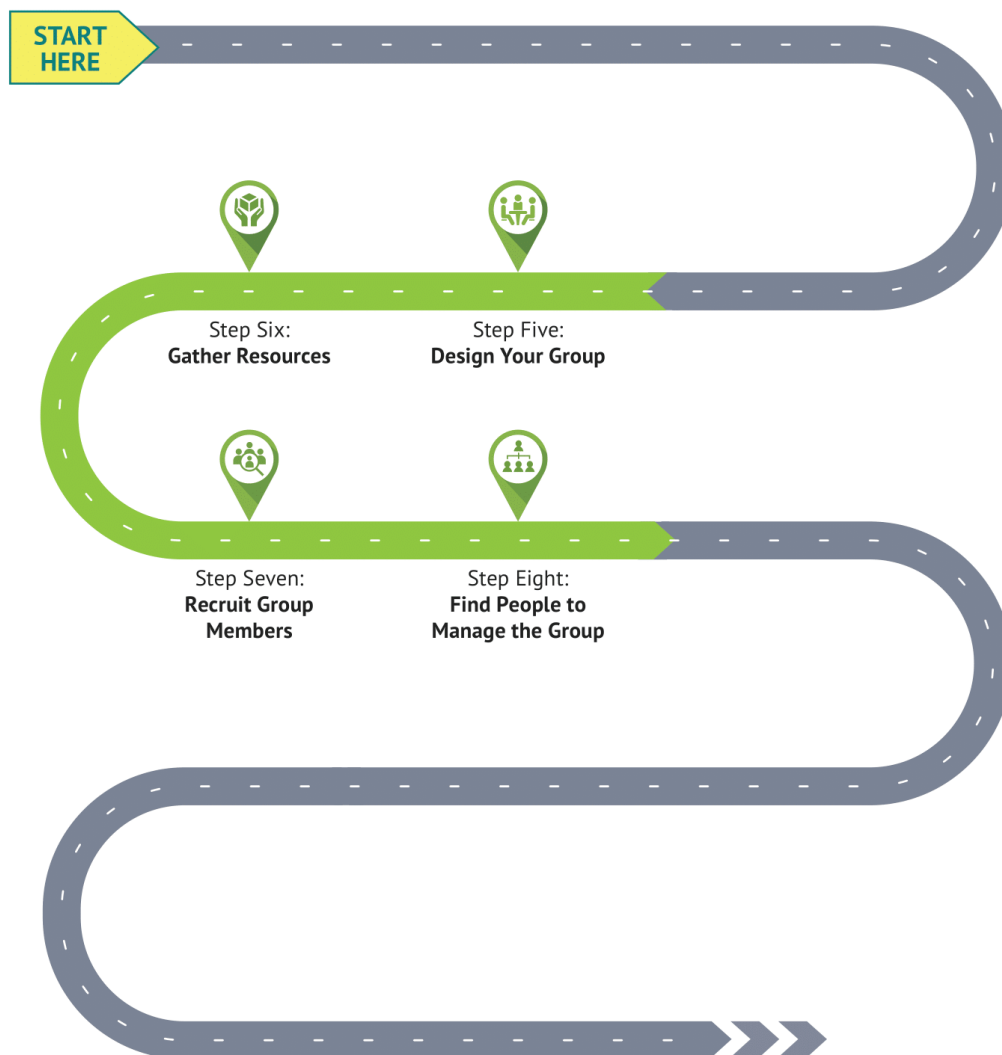 START
HERE
Step Six:
Gather Resources
Step Five:
Design Your Group
Step Seven:
Recruit Group
Members
Step Eight:
Find People to
Manage the Group